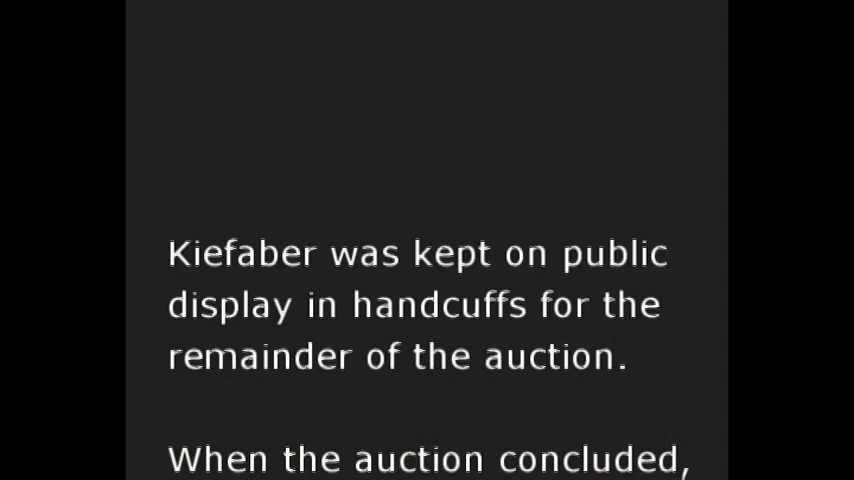 Kiefaber was kept on public
display in handcuffs for the
remainder of the auction.
When the auction concluded,